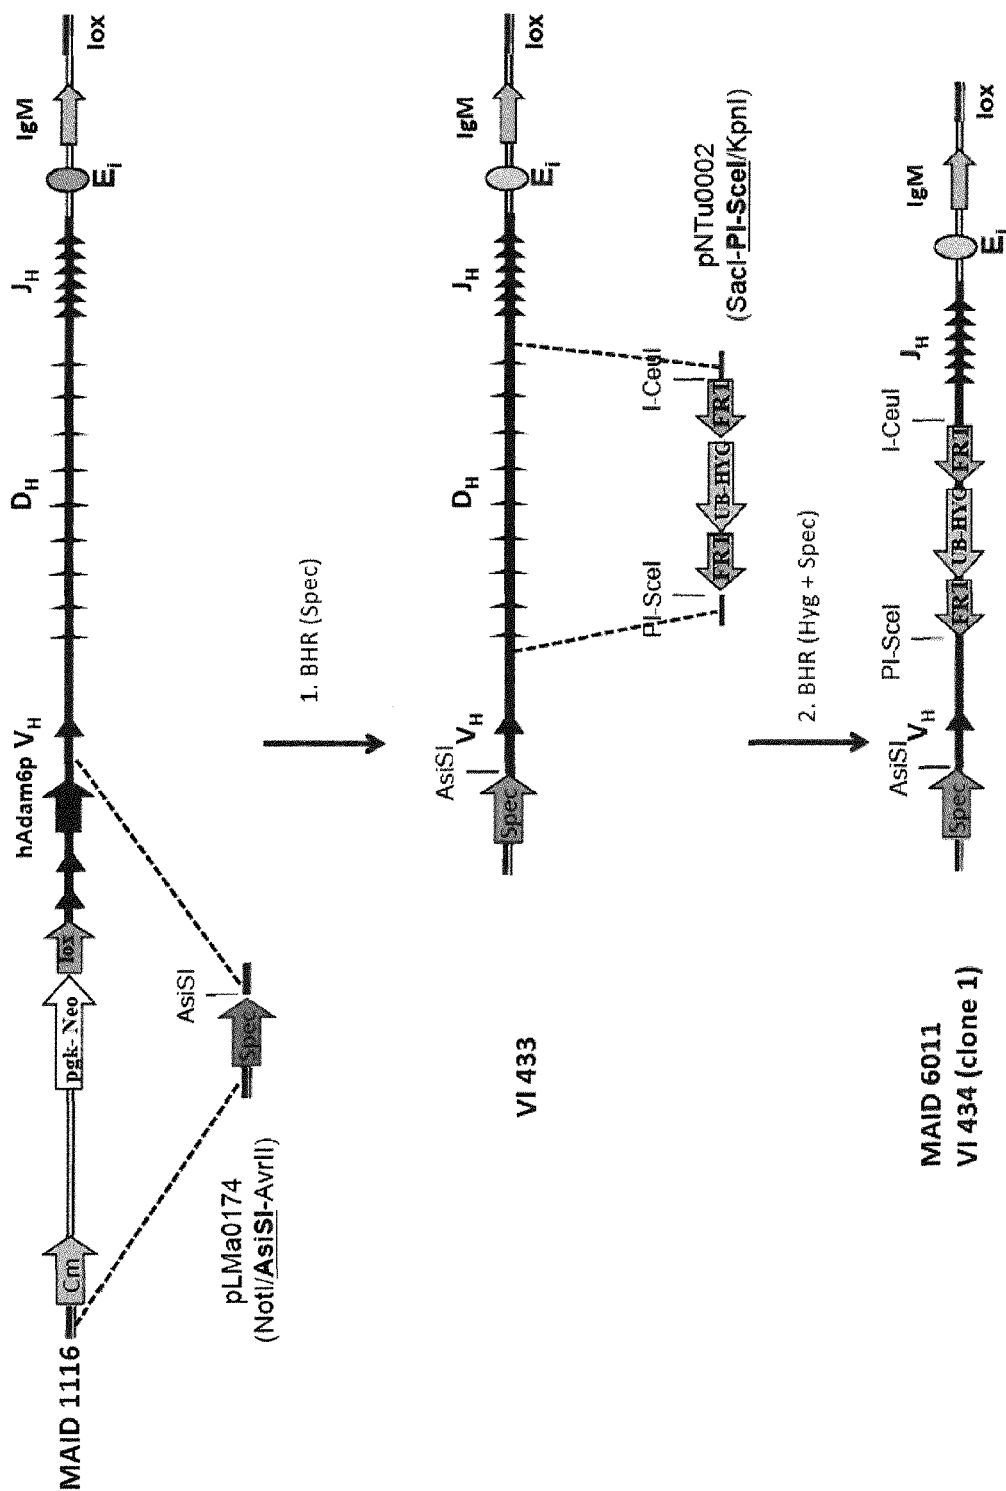 MAID 1116
Cm
pgk- Neo
lox
hAdam6p
VH
DH
JH
Ei
IgM
lox
pLMa0174
(NotI/AsiSI-AvrII)
Spec
AsiSI
1. BHR (Spec)
VI 433
Spec
AsiSI
VH
DH
JH
Ei
IgM
lox
PI-SceI
FRT
UB-HYG
FRT
I-CeuI
pNTu0002
(SacI-PI-SceI/KpnI)
2. BHR (Hyg + Spec)
MAID 6011
VI 434 (clone 1)
Spec
AsiSI
VH
PI-SceI
FRT
UB-HYG
FRT
I-CeuI
JH
Ei
IgM
lox